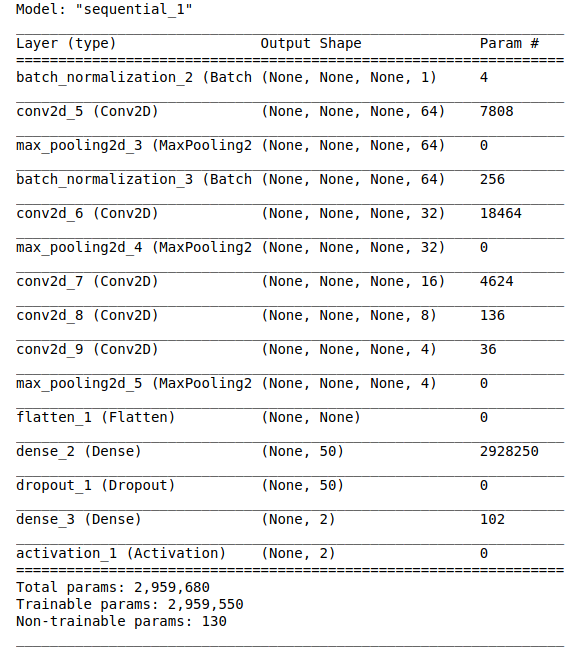 Model: "sequential_1"
_________________________________________________________________
Layer (type)                 Output Shape              Param #
=================================================================
batch_normalization_2 (Batch (None, None, None, 1)     4
_________________________________________________________________
conv2d_5 (Conv2D)            (None, None, None, 64)    7808
_________________________________________________________________
max_pooling2d_3 (MaxPooling2 (None, None, None, 64)    0
_________________________________________________________________
batch_normalization_3 (Batch (None, None, None, 64)    256
_________________________________________________________________
conv2d_6 (Conv2D)            (None, None, None, 32)    18464
_________________________________________________________________
max_pooling2d_4 (MaxPooling2 (None, None, None, 32)    0
_________________________________________________________________
conv2d_7 (Conv2D)            (None, None, None, 16)    4624
_________________________________________________________________
conv2d_8 (Conv2D)            (None, None, None, 8)     136
_________________________________________________________________
conv2d_9 (Conv2D)            (None, None, None, 4)     36
_________________________________________________________________
max_pooling2d_5 (MaxPooling2 (None, None, None, 4)     0
_________________________________________________________________
flatten_1 (Flatten)          (None, None)              0
_________________________________________________________________
dense_2 (Dense)              (None, 50)                2928250
_________________________________________________________________
dropout_1 (Dropout)          (None, 50)                0
_________________________________________________________________
dense_3 (Dense)              (None, 2)                 102
_________________________________________________________________
activation_1 (Activation)    (None, 2)                 0
=================================================================
Total params: 2,959,680
Trainable params: 2,959,550
Non-trainable params: 130
_________________________________________________________________